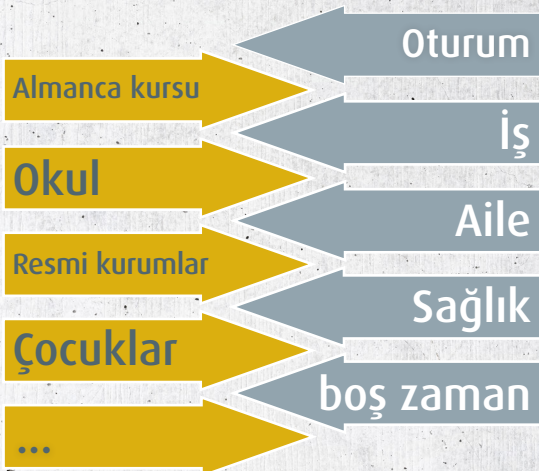 Oturum
Almanca kursu
İş
Okul
Aile
Resmi kurumlar
Sağlık
Çocuklar
boş zaman
...